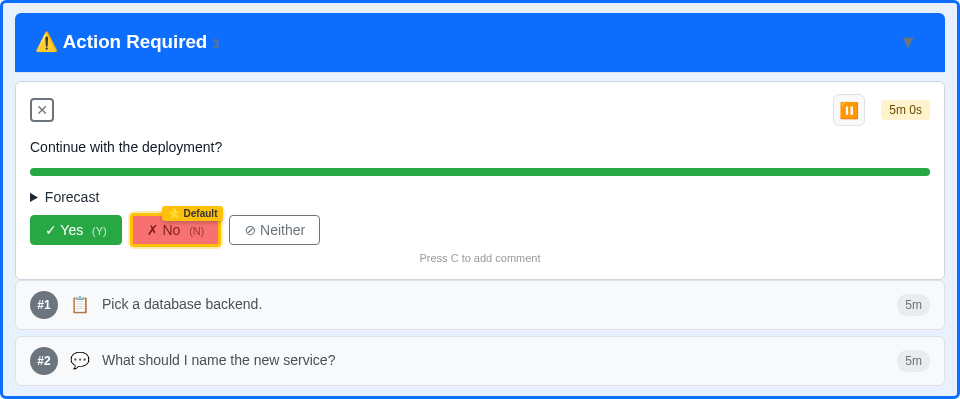 ⚠️ Action Required 3 ▼
✕ ⏸️ 5m 0s
Continue with the deployment?
▶ Forecast
⭐ Default
✓ Yes (Y) ✗ No (N) ⊘ Neither
Press C to add comment
#1 📋 Pick a database backend. 5m
#2 💬 What should I name the new service? 5m